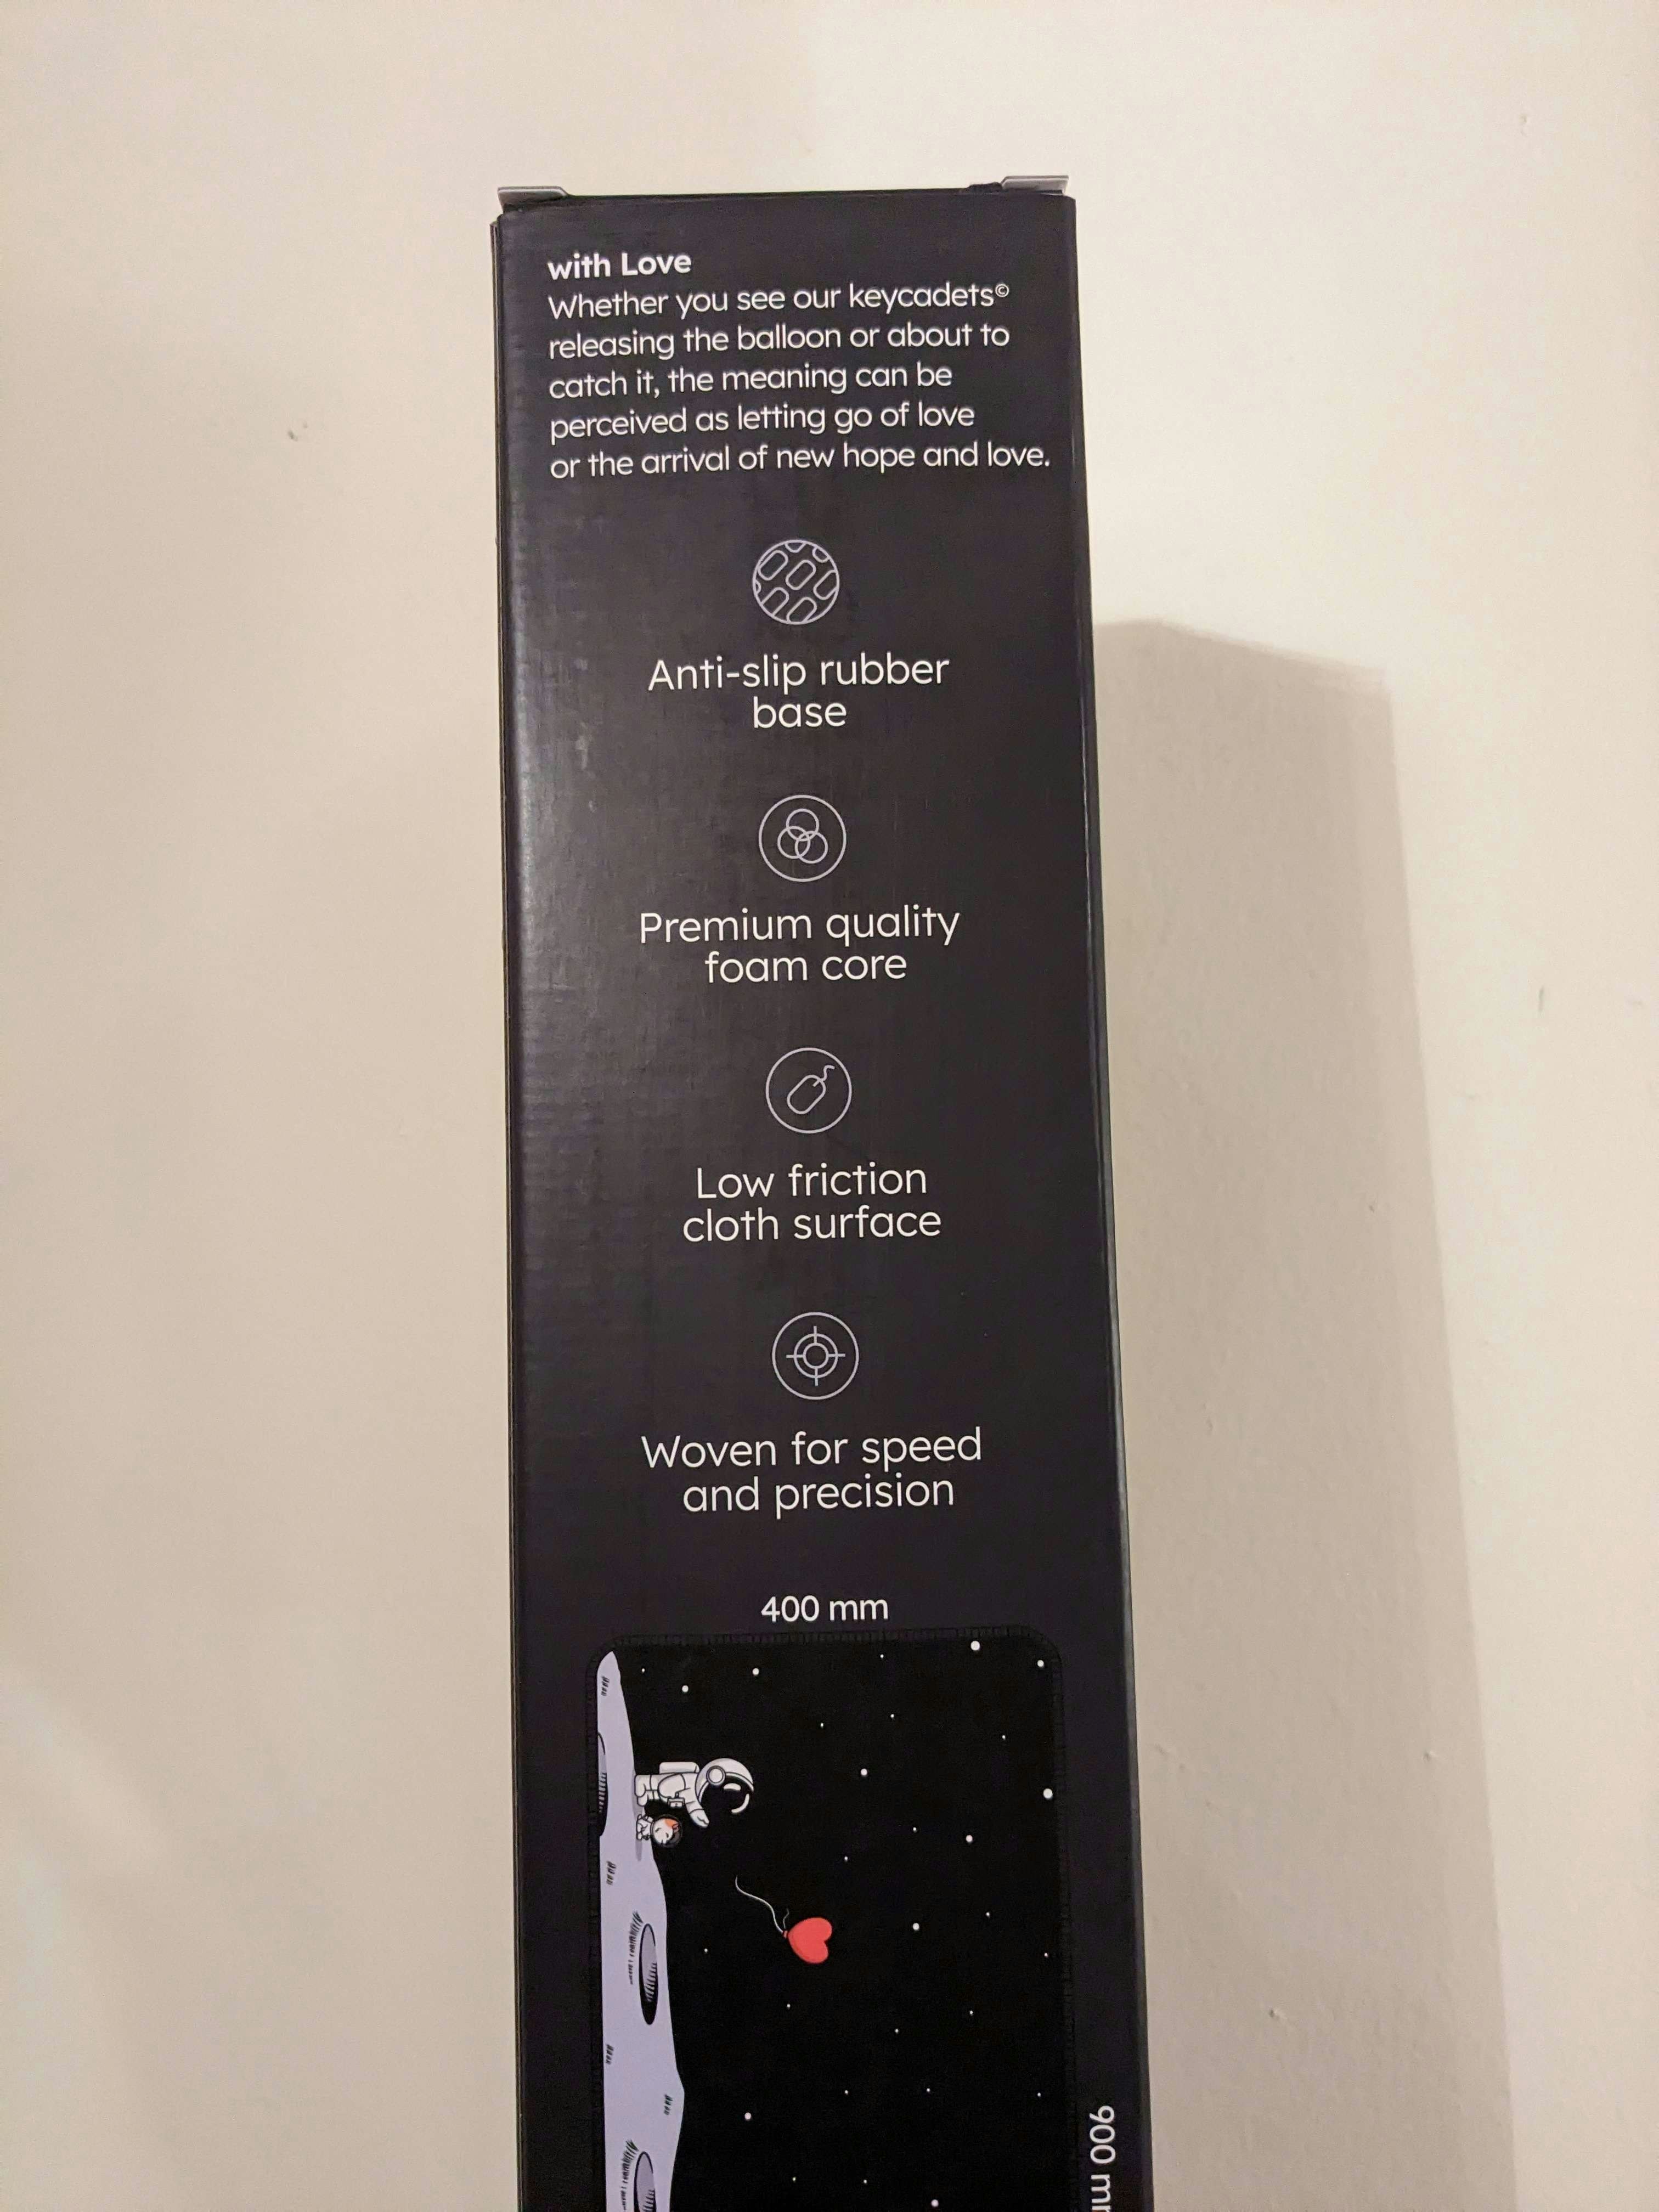 with Love
Whether you see our keycadets©
releasing the balloon or about to
catch it, the meaning can be
perceived as letting go of love
or the arrival of new hope and love.
Anti-slip rubber
base
Premium quality
foam core
Low friction
cloth surface
Woven for speed
and precision
400 mm
900